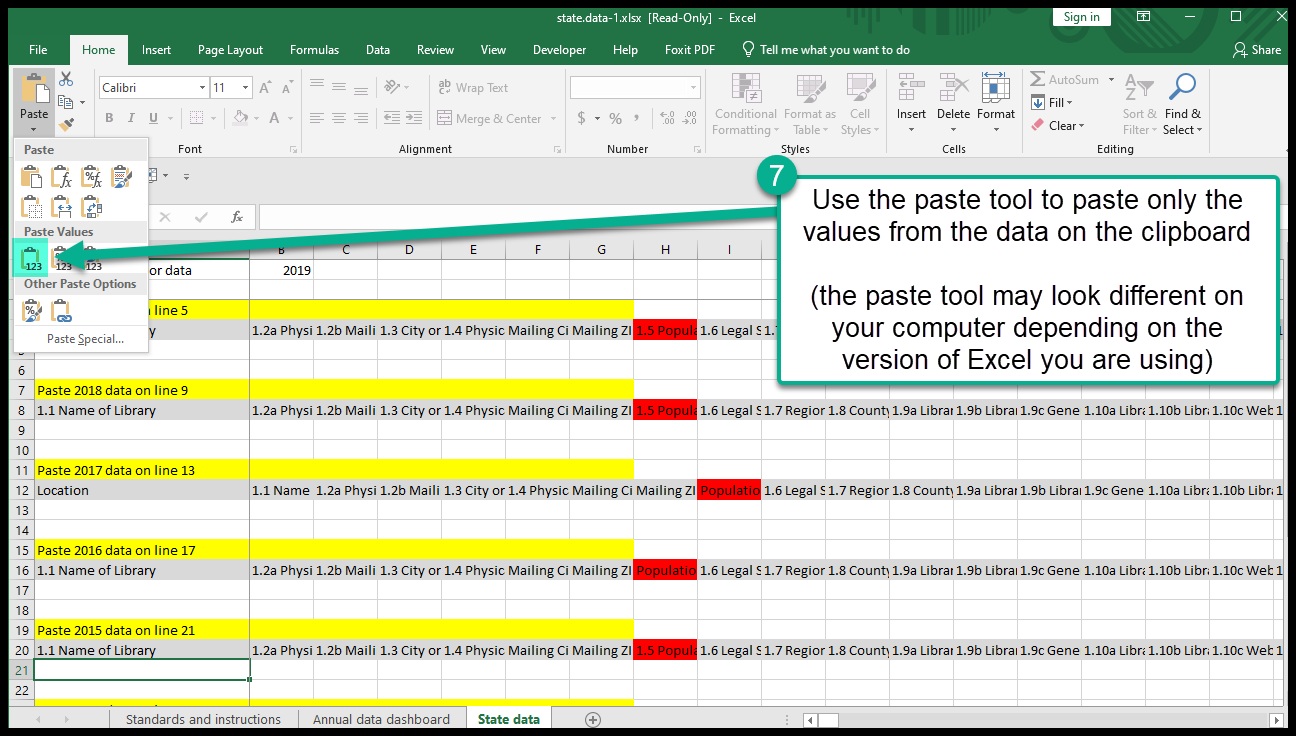 state.data-1.xlsx [Read-Only] - Excel
Sign in
File Home Insert Page Layout Formulas Data Review View Developer Help Foxit PDF Tell me what you want to do Share
Paste
Calibri 11
B I U A
ab Wrap Text
Merge & Center
$ % ,
Conditional Formatting
Format as Table
Cell Styles
Insert Delete Format
AutoSum
Fill
Clear
Sort & Filter
Find & Select
Font Alignment Number Styles Cells Editing
Paste
Paste Values
123 123 123
Other Paste Options
Paste Special...
fx
7
Use the paste tool to paste only the
values from the data on the clipboard
(the paste tool may look different on
your computer depending on the
version of Excel you are using)
B C D E F G H I
or data 2019
line 5
1.2a Physi 1.2b Maili 1.3 City or 1.4 Physic Mailing Ci Mailing ZI 1.5 Popula 1.6 Legal S 1.7
6
7 Paste 2018 data on line 9
8 1.1 Name of Library 1.2a Physi 1.2b Maili 1.3 City or 1.4 Physic Mailing Ci Mailing ZI 1.5 Popula 1.6 Legal S 1.7 Region 1.8 County 1.9a Librar 1.9b Librar 1.9c Gene 1.10a Libra 1.10b Libra 1.10c Web 1
9
10
11 Paste 2017 data on line 13
12 Location 1.1 Name 1.2a Physi 1.2b Maili 1.3 City or 1.4 Physic Mailing Ci Mailing ZI Populatio 1.6 Legal S 1.7 Region 1.8 County 1.9a Librar 1.9b Librar 1.9c Gene 1.10a Libra 1.10b Libra 1
13
14
15 Paste 2016 data on line 17
16 1.1 Name of Library 1.2a Physi 1.2b Maili 1.3 City or 1.4 Physic Mailing Ci Mailing ZI Populatio 1.6 Legal S 1.7 Region 1.8 County 1.9a Librar 1.9b Librar 1.9c Gene 1.10a Libra 1.10b Libra 1.10c Web 1
17
18
19 Paste 2015 data on line 21
20 1.1 Name of Library 1.2a Physi 1.2b Maili 1.3 City or 1.4 Physic Mailing Ci Mailing ZI 1.5 Popula 1.6 Legal S 1.7 Region 1.8 County 1.9a Librar 1.9b Librar 1.9c Gene 1.10a Libra 1.10b Libra 1.10c Web 1
21
22
Standards and instructions Annual data dashboard State data